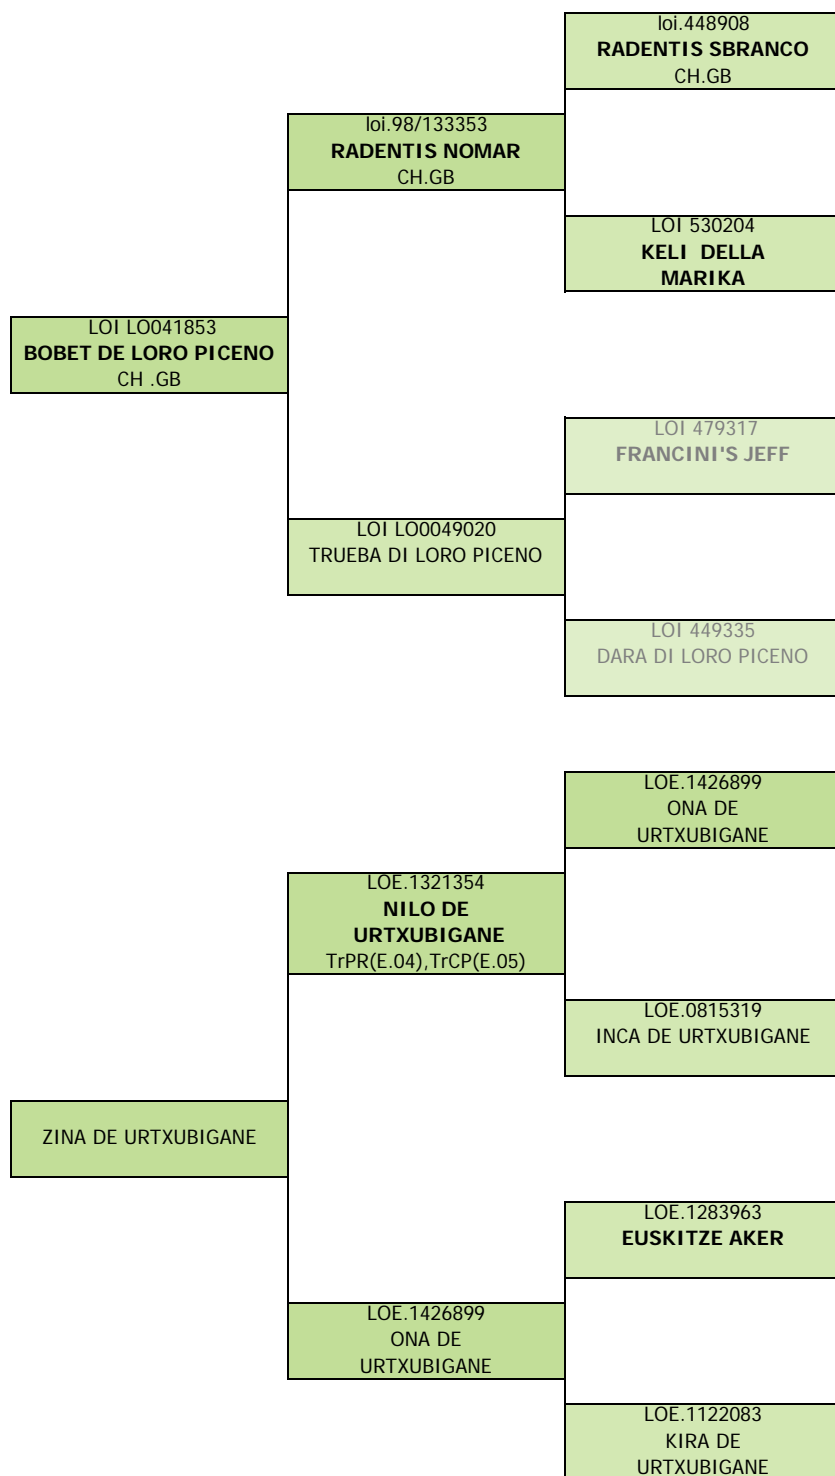 loi.448908
RADENTIS SBRANCO
CH.GB
loi.98/133353
RADENTIS NOMAR
CH.GB
LOI 530204
KELI DELLA
MARIKA
LOI LO041853
BOBET DE LORO PICENO
CH .GB
LOI 479317
FRANCINI'S JEFF
LOI LO0049020
TRUEBA DI LORO PICENO
LOI 449335
DARA DI LORO PICENO
LOE.1426899
ONA DE
URTXUBIGANE
LOE.1321354
NILO DE
URTXUBIGANE
TrPR(E.04),TrCP(E.05)
LOE.0815319
INCA DE URTXUBIGANE
ZINA DE URTXUBIGANE
LOE.1283963
EUSKITZE AKER
LOE.1426899
ONA DE
URTXUBIGANE
LOE.1122083
KIRA DE
URTXUBIGANE